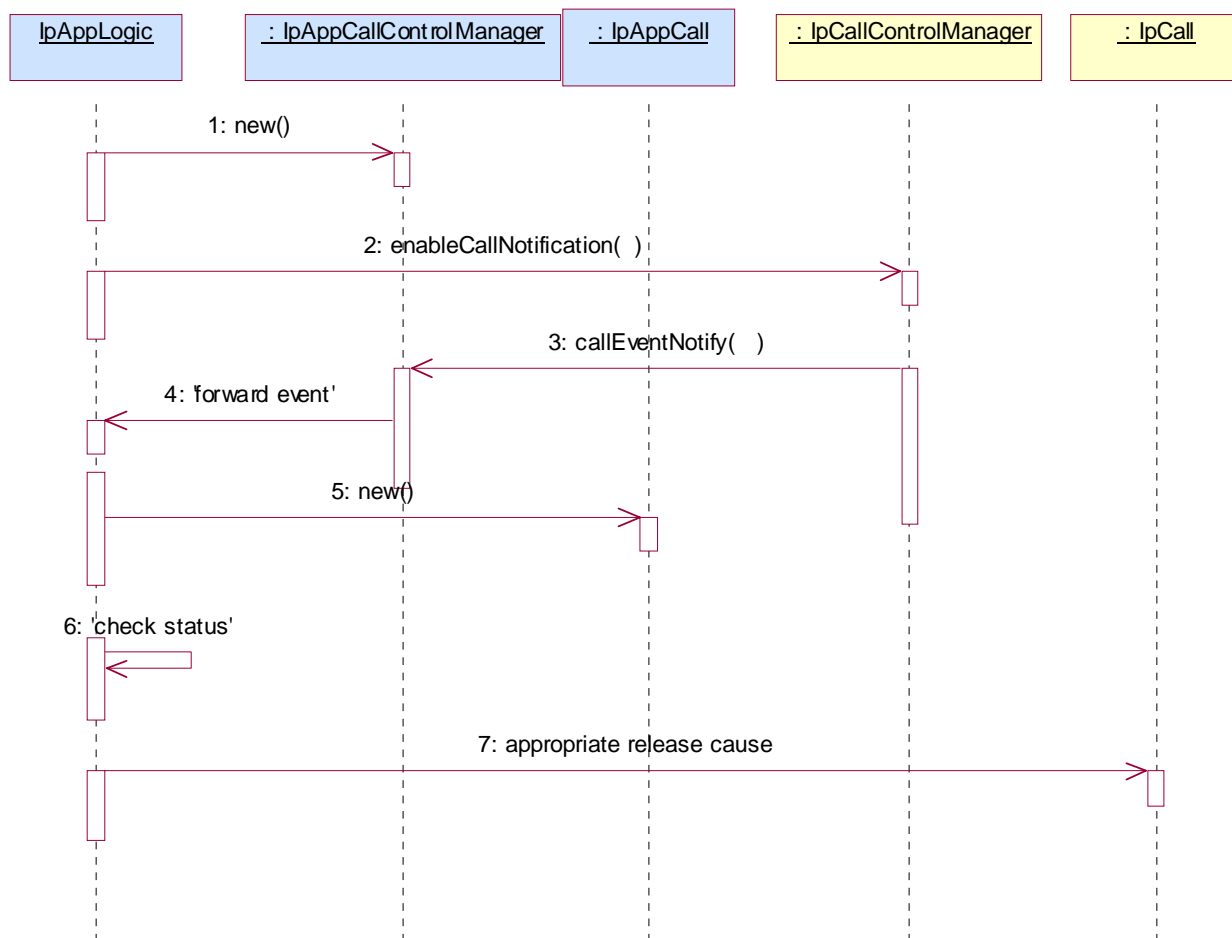 IpAppLogic
: IpAppCallControlManager
: IpAppCall
: IpCallControlManager
: IpCall
1: new()
2: enableCallNotification( )
3: callEventNotify( )
4: 'forward event'
5: new()
6: 'check status'
7: appropriate release cause